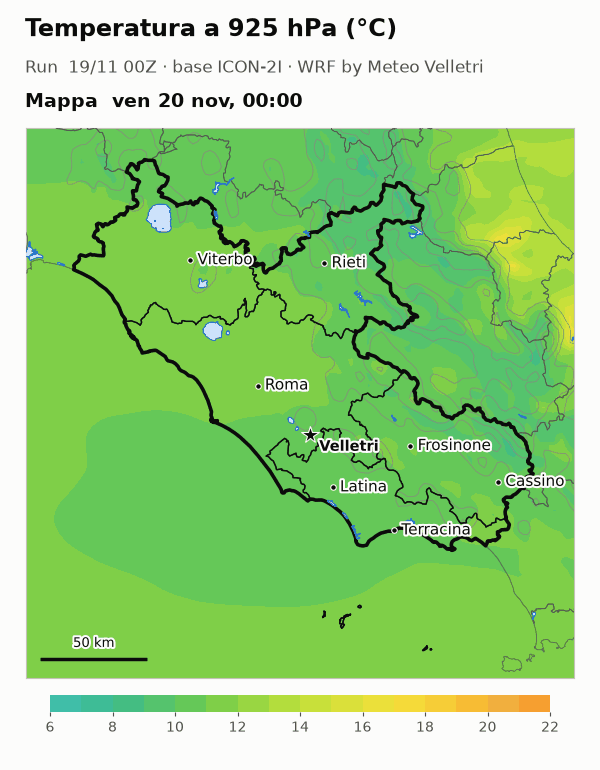 Temperatura a 925 hPa (°C)
Run  19/11 00Z · base ICON-2I · WRF by Meteo Velletri
Mappa  ven 20 nov, 00:00
Viterbo
Rieti
Roma
Velletri
Frosinone
Cassino
Latina
Terracina
50 km
6 8 10 12 14 16 18 20 22